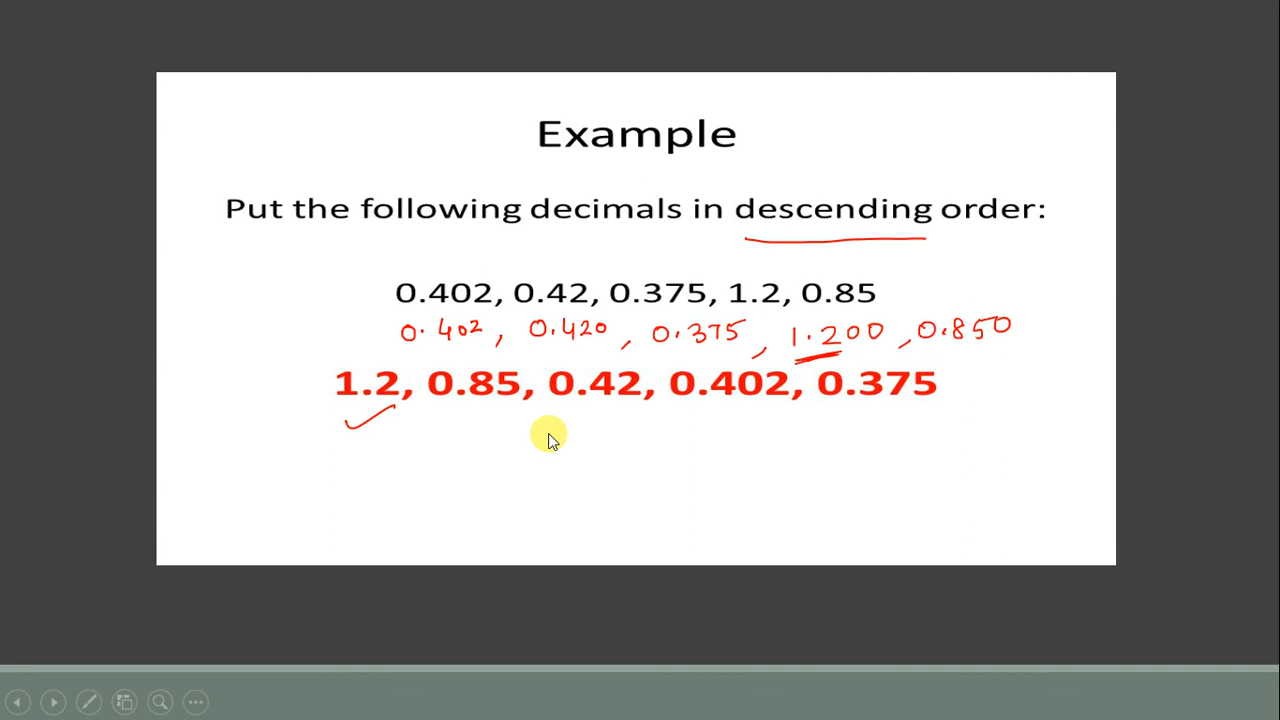 Example
Put the following decimals in descending order:
0.402, 0.42, 0.375, 1.2, 0.85
0.402, 0.420, 0.375, 1.200, 0.850
1.2, 0.85, 0.42, 0.402, 0.375